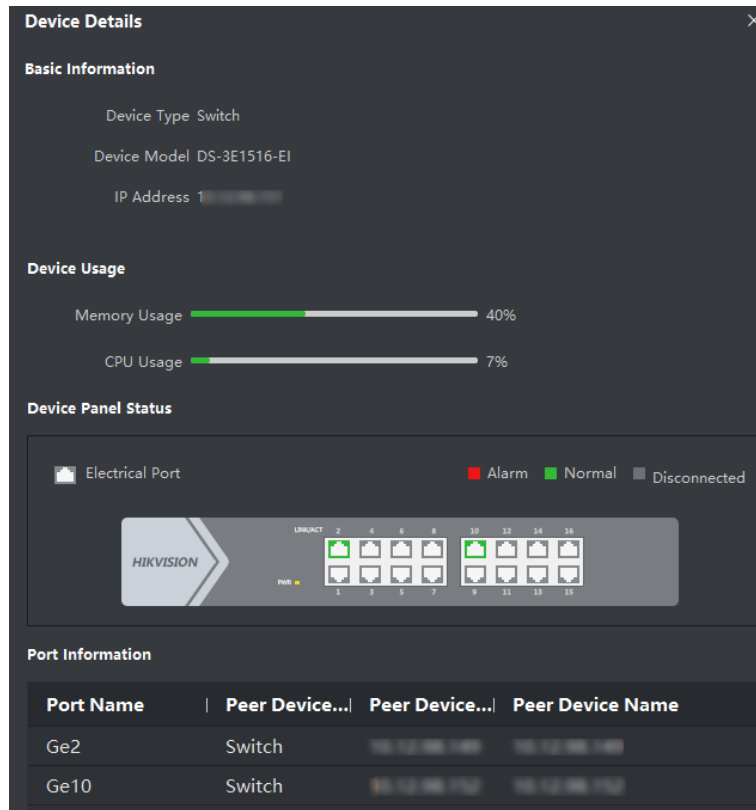 Device Details
Basic Information
Device Type Switch
Device Model DS-3E1516-EI
IP Address 1
Device Usage
Memory Usage 40%
CPU Usage 7%
Device Panel Status
Electrical Port Alarm Normal Disconnected
LINK/ACT 2 4 6 8 10 12 14 16
HIKVISION
PWR
1 3 5 7 9 11 13 15
Port Information
Port Name Peer Device... Peer Device... Peer Device Name
Ge2 Switch
Ge10 Switch